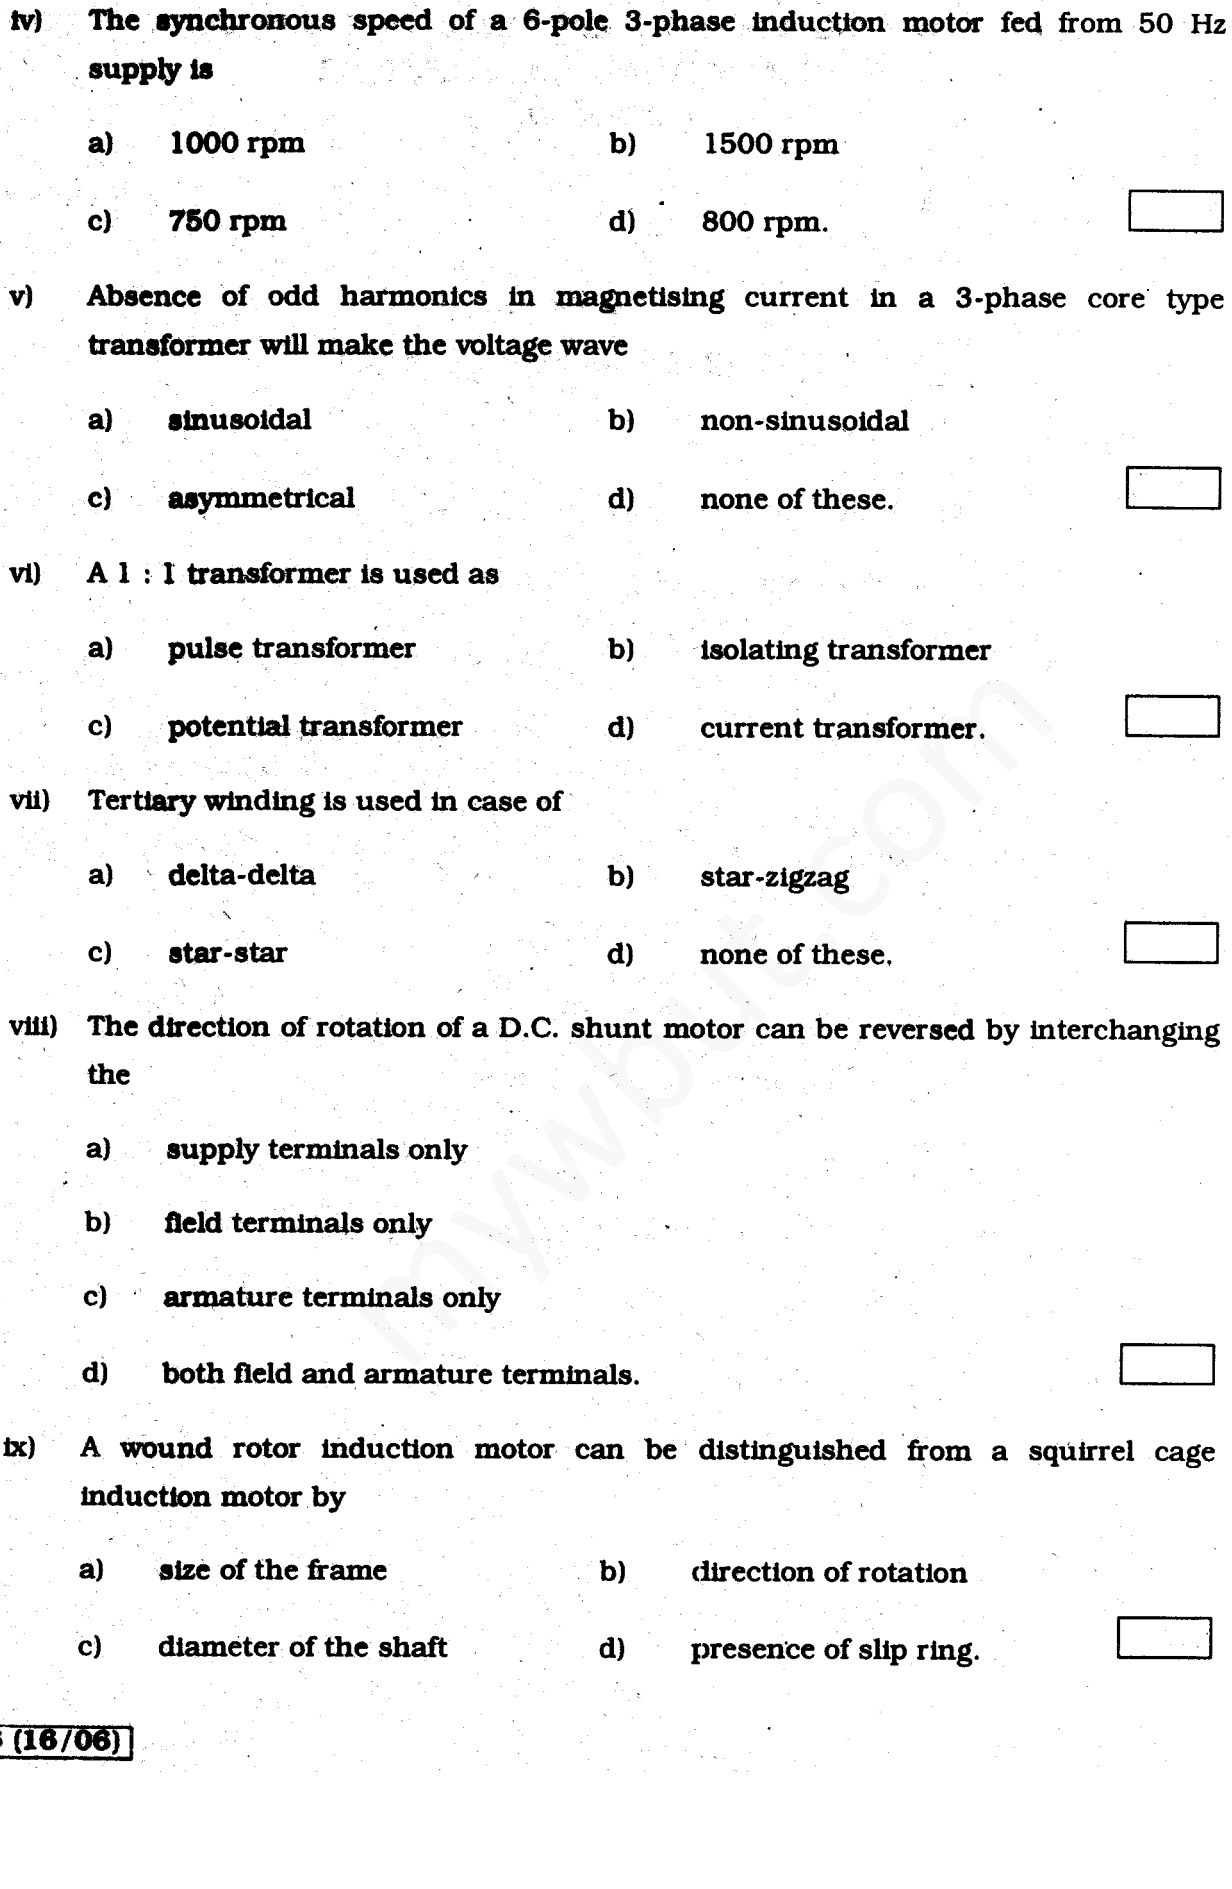 iv) The synchronous speed of a 6-pole 3-phase induction motor fed from 50 Hz
supply is
a) 1000 rpm b) 1500 rpm
c) 750 rpm d) 800 rpm.
v) Absence of odd harmonics in magnetising current in a 3-phase core type
transformer will make the voltage wave
a) sinusoidal b) non-sinusoidal
c) asymmetrical d) none of these.
vi) A 1 : 1 transformer is used as
a) pulse transformer b) isolating transformer
c) potential transformer d) current transformer.
vii) Tertiary winding is used in case of
a) delta-delta b) star-zigzag
c) star-star d) none of these.
viii) The direction of rotation of a D.C. shunt motor can be reversed by interchanging
the
a) supply terminals only
b) field terminals only
c) armature terminals only
d) both field and armature terminals.
ix) A wound rotor induction motor can be distinguished from a squirrel cage
induction motor by
a) size of the frame b) direction of rotation
c) diameter of the shaft d) presence of slip ring.
(16/06)
mywbut.com